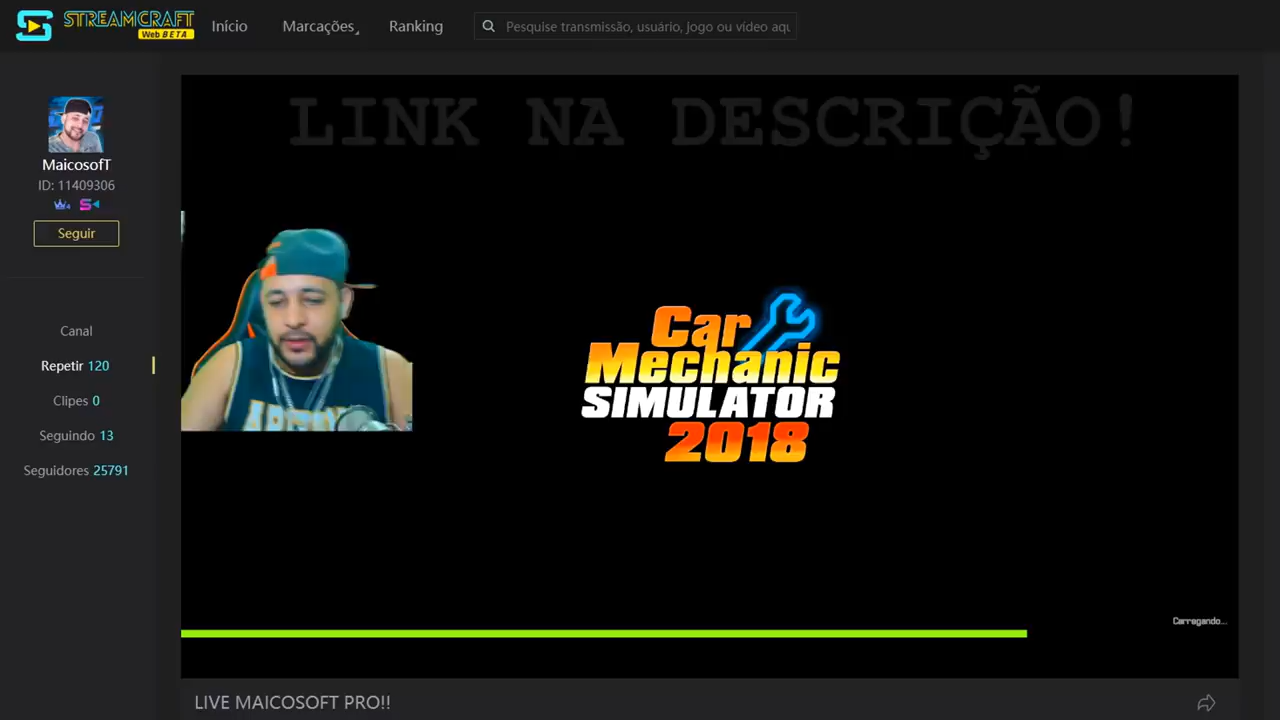 STREAMCRAFT
Web BETA
Início
Marcações
Ranking
Pesquise transmissão, usuário, jogo ou vídeo aqu
LINK NA DESCRIÇÃO!
MaicosofT
ID: 11409306
4
S
Seguir
Canal
Repetir 120
Clipes 0
Seguindo 13
Seguidores 25791
Car
Mechanic
SIMULATOR
2018
Carregando...
LIVE MAICOSOFT PRO!!